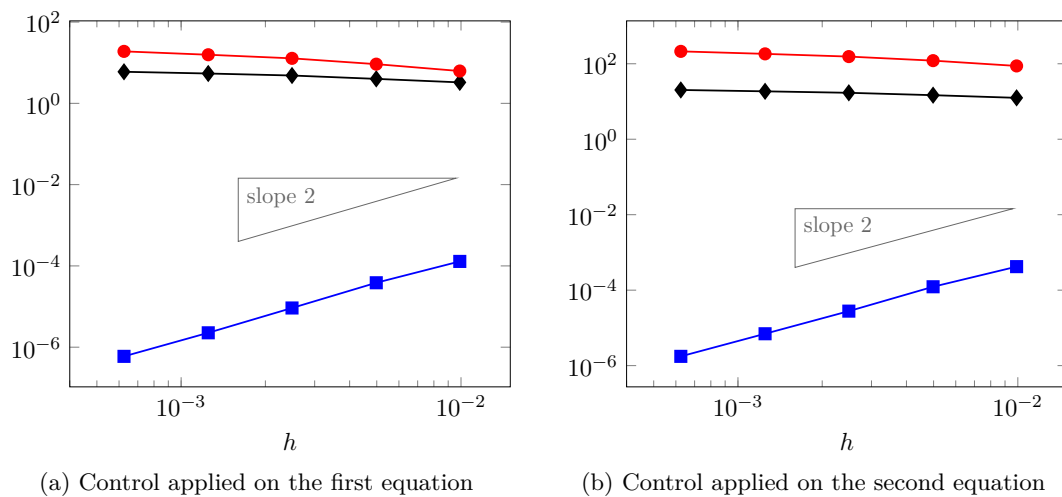 10^2
10^0
10^−2
10^−4
10^−6
slope 2
10^−3
10^−2
h
(a) Control applied on the first equation
10^2
10^0
10^−2
10^−4
10^−6
slope 2
10^−3
10^−2
h
(b) Control applied on the second equation